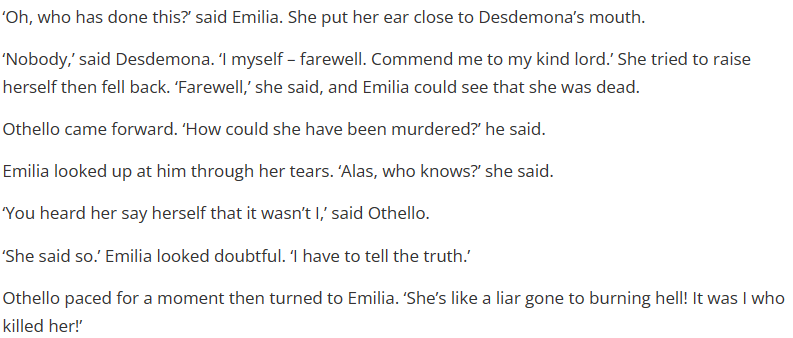 ‘Oh, who has done this?’ said Emilia. She put her ear close to Desdemona’s mouth.
‘Nobody,’ said Desdemona. ‘I myself – farewell. Commend me to my kind lord.’ She tried to raise
herself then fell back. ‘Farewell,’ she said, and Emilia could see that she was dead.
Othello came forward. ‘How could she have been murdered?’ he said.
Emilia looked up at him through her tears. ‘Alas, who knows?’ she said.
‘You heard her say herself that it wasn’t I,’ said Othello.
‘She said so.’ Emilia looked doubtful. ‘I have to tell the truth.’
Othello paced for a moment then turned to Emilia. ‘She’s like a liar gone to burning hell! It was I who
killed her!’